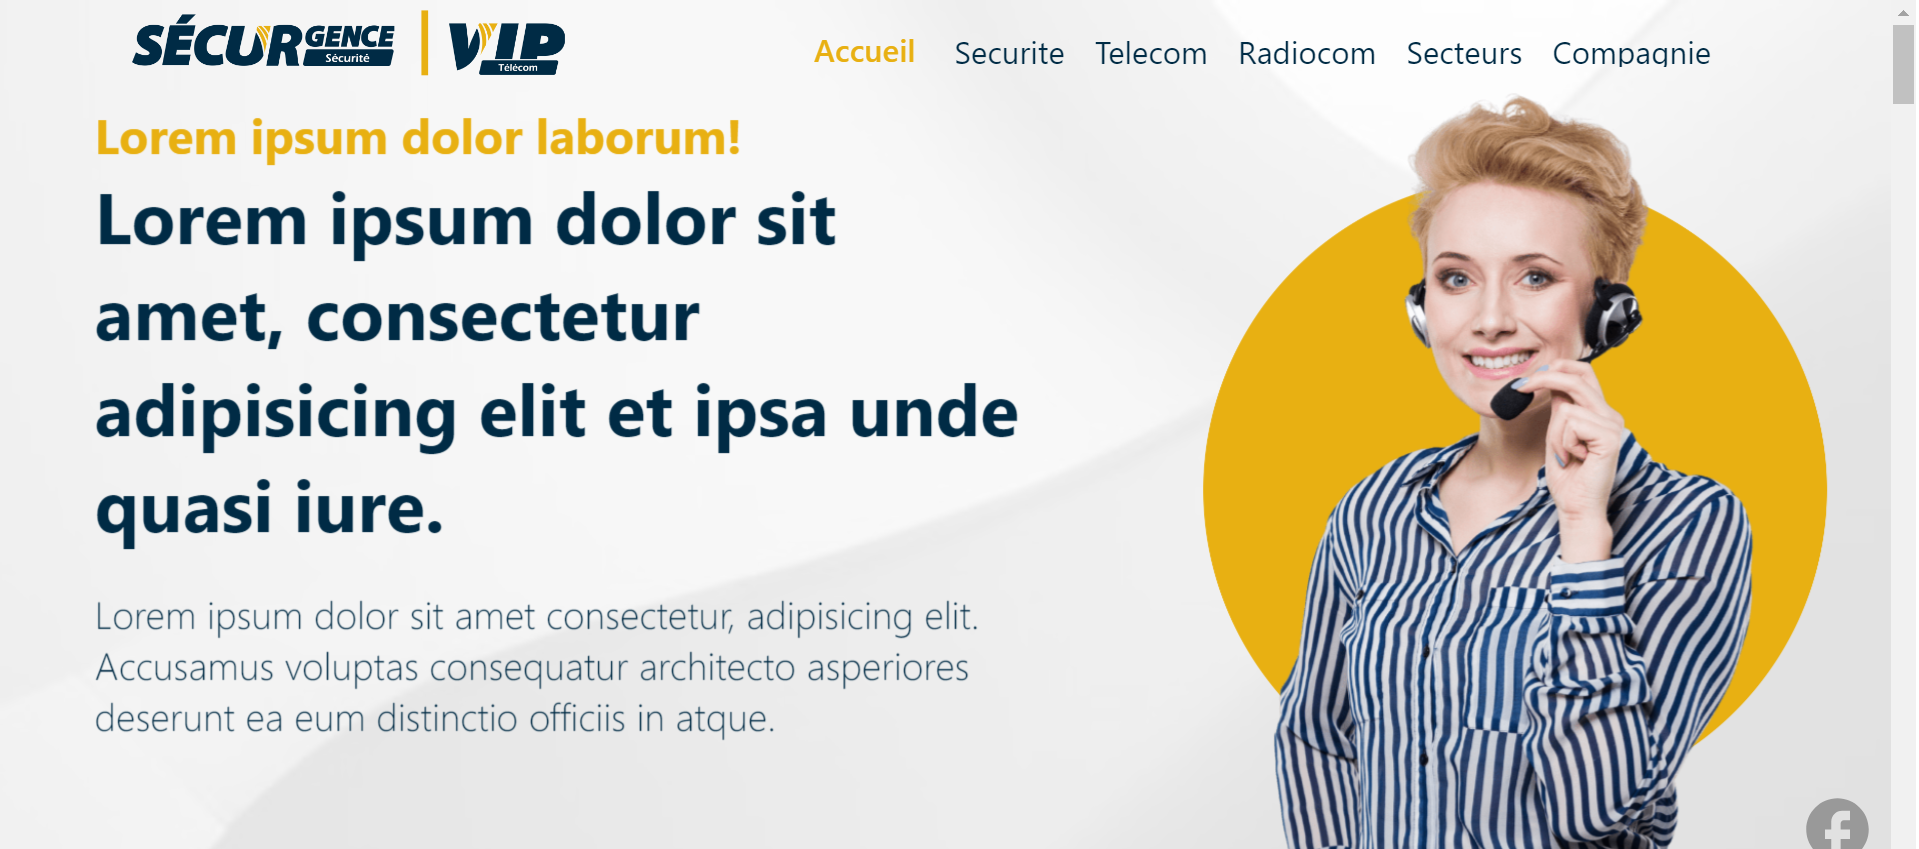 SÉCURGENCE
Sécurité
VIP
Télécom
Accueil Securite Telecom Radiocom Secteurs Compagnie
Lorem ipsum dolor laborum!
Lorem ipsum dolor sit
amet, consectetur
adipisicing elit et ipsa unde
quasi iure.
Lorem ipsum dolor sit amet consectetur, adipisicing elit.
Accusamus voluptas consequatur architecto asperiores
deserunt ea eum distinctio officiis in atque.